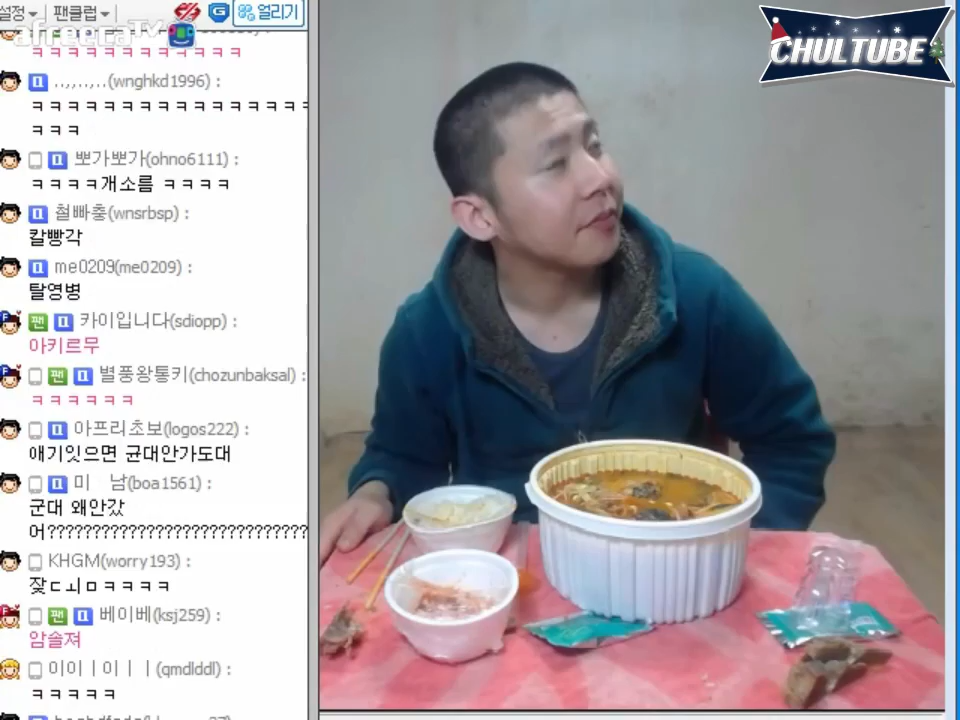 설정 팬클럽 열리기
afreecaTV
CHULTUBE
ㅋㅋㅋㅋㅋㅋㅋㅋㅋㅋㅋㅋ
..,,..,..(wnghkd1996) :
ㅋㅋㅋㅋㅋㅋㅋㅋㅋㅋㅋㅋㅋㅋㅋㅋ
ㅋㅋㅋ
뽀가뽀가(ohno6111) :
ㅋㅋㅋㅋ개소름 ㅋㅋㅋㅋ
철빠충(wnsrbsp) :
칼빵각
me0209(me0209) :
탈영병
팬 카이입니다(sdiopp) :
아키르무
팬 별풍왕통키(chozunbaksal) :
ㅋㅋㅋㅋㅋㅋ
아프리초보(logos222) :
애기잇으면 균대안가도대
미 남(boa1561) :
군대 왜안갔
어????????????????????????????
KHGM(worry193) :
잦ㄷㅚㅁㅋㅋㅋㅋ
팬 베이베(ksj259) :
암솔져
이이ㅣ이ㅣㅣ(qmdlddl) :
ㅋㅋㅋㅋㅋ